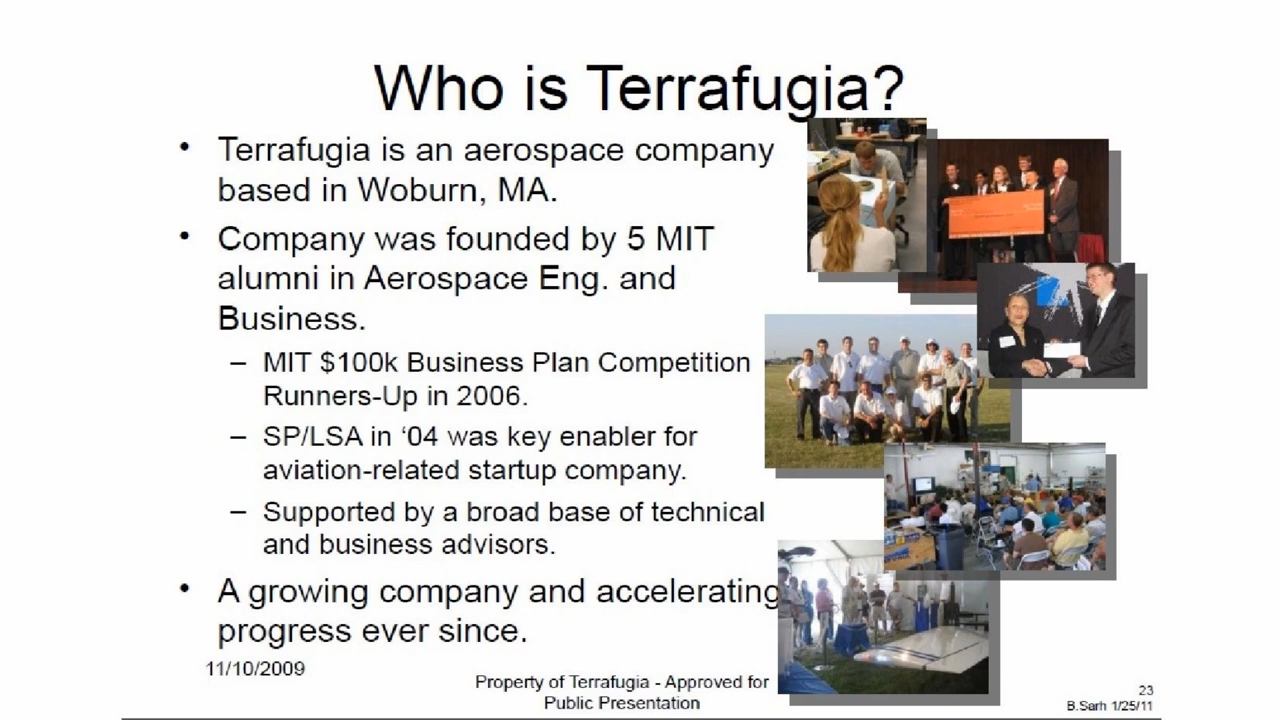 Who is Terrafugia?
• Terrafugia is an aerospace company
based in Woburn, MA.
• Company was founded by 5 MIT
alumni in Aerospace Eng. and
Business.
– MIT $100k Business Plan Competition
Runners-Up in 2006.
– SP/LSA in ‘04 was key enabler for
aviation-related startup company.
– Supported by a broad base of technical
and business advisors.
• A growing company and accelerating
progress ever since.
11/10/2009
Property of Terrafugia - Approved for
Public Presentation
23
B.Sarh 1/25/11